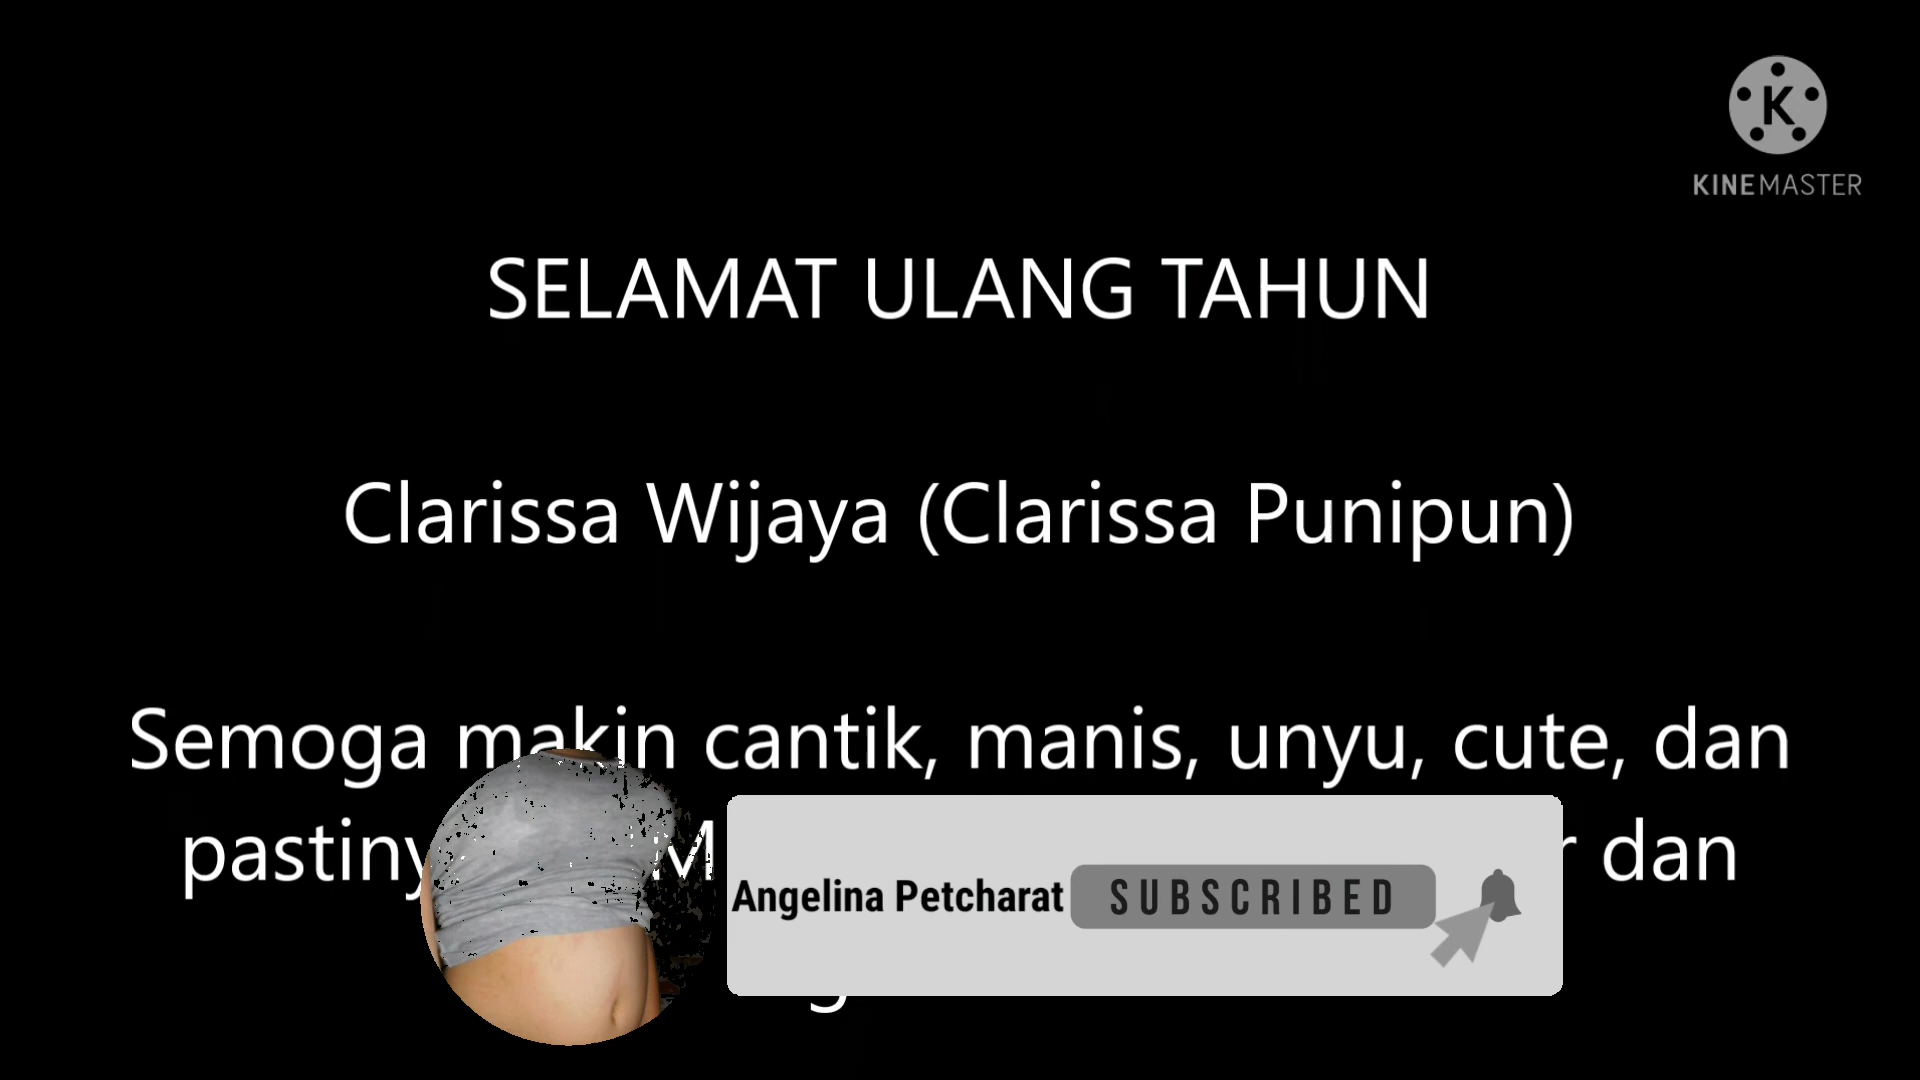 K
KINEMASTER
SELAMAT ULANG TAHUN
Clarissa Wijaya (Clarissa Punipun)
Semoga makin cantik, manis, unyu, cute, dan
dan
Angelina Petcharat SUBSCRIBED